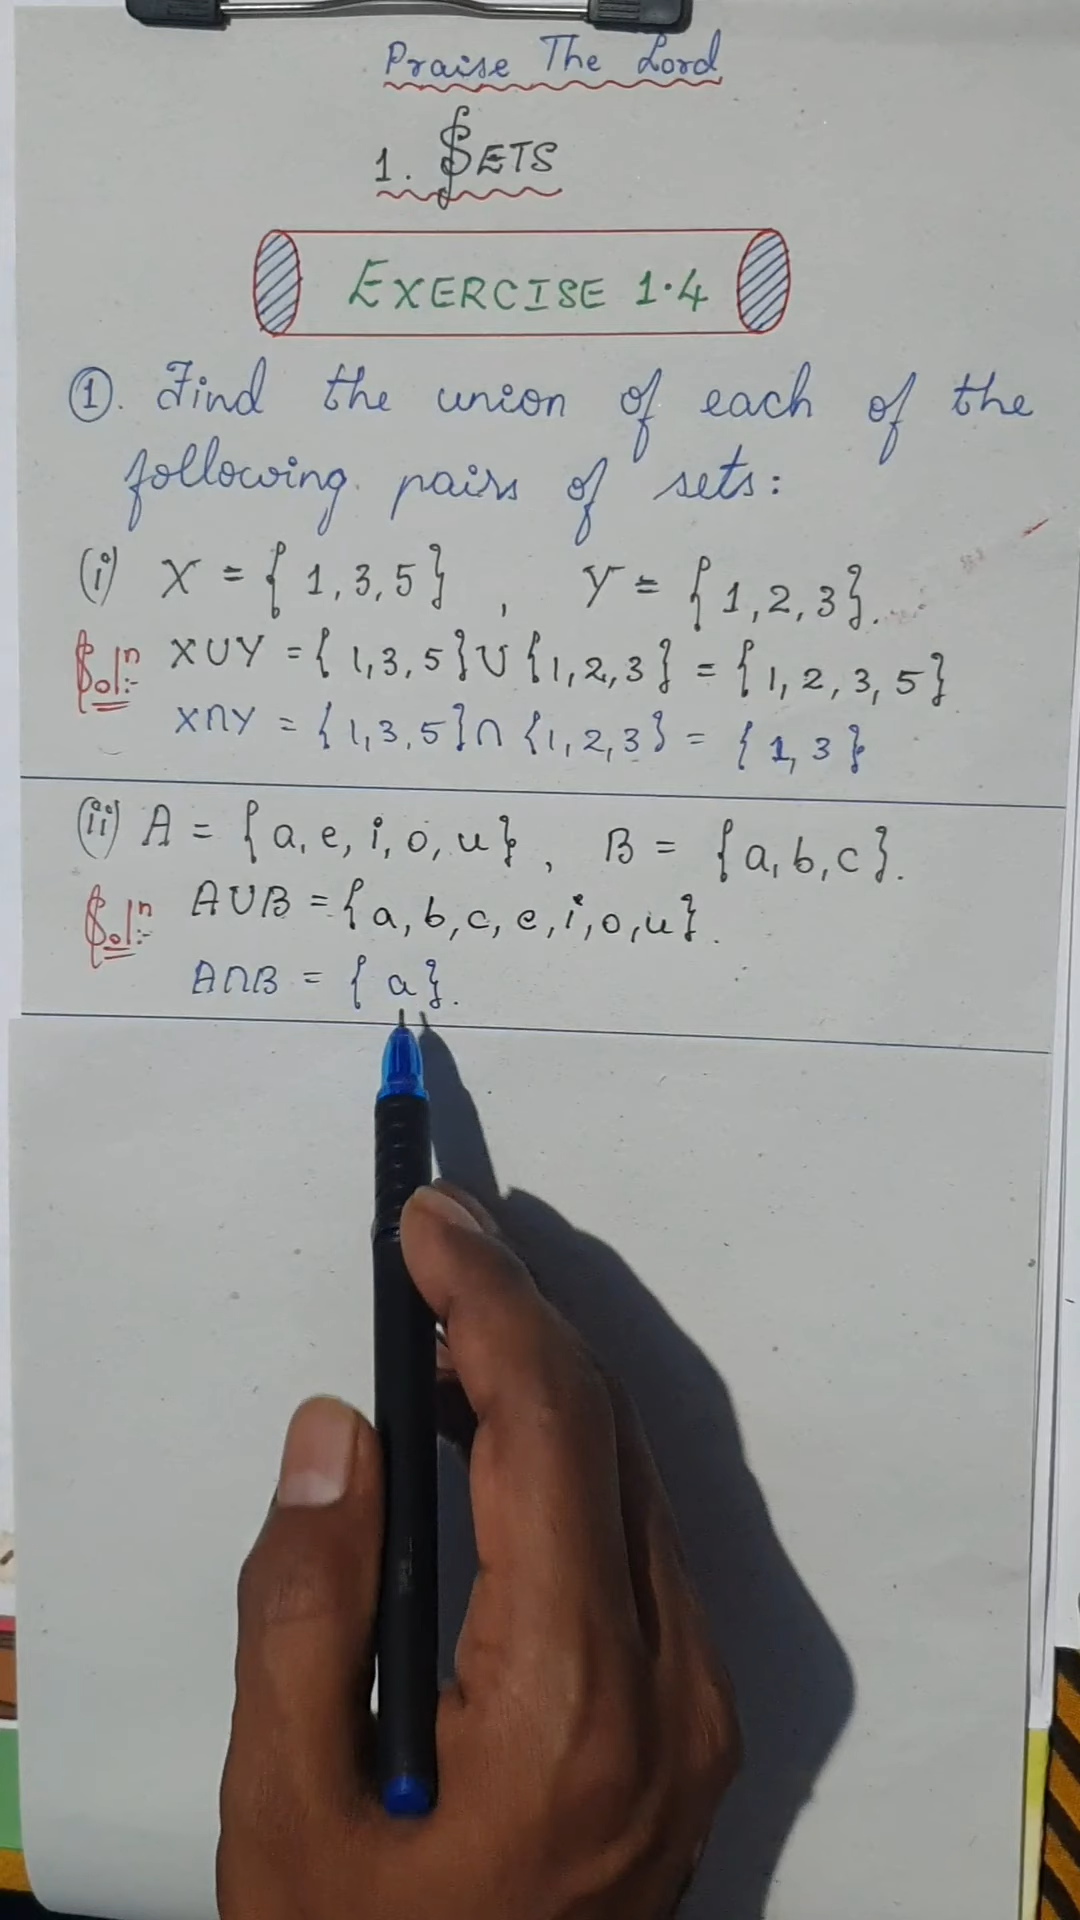 Praise The Lord
1. SETS
EXERCISE 1.4
①. Find the union of each of the
following pairs of sets:
(i) X = { 1, 3, 5 } , Y = { 1, 2, 3 }.
Solⁿ:- X∪Y = { 1, 3, 5 } ∪ { 1, 2, 3 } = { 1, 2, 3, 5 }
X∩Y = { 1, 3, 5 } ∩ { 1, 2, 3 } = { 1, 3 }
(ii) A = { a, e, i, o, u } , B = { a, b, c }.
Solⁿ:- A∪B = { a, b, c, e, i, o, u }.
A∩B = { a }.